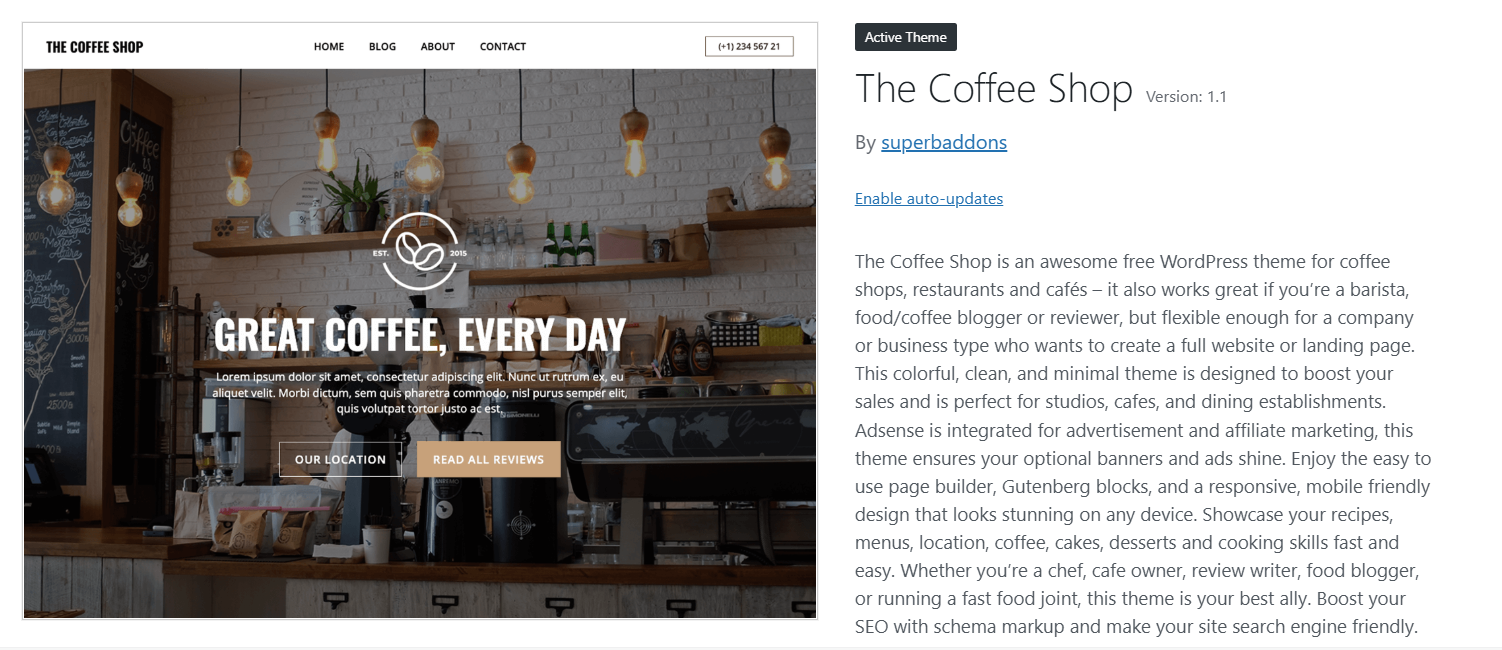 THE COFFEE SHOP
HOME BLOG ABOUT CONTACT
(+1) 234 567 21
EST. 2015
GREAT COFFEE, EVERY DAY
Lorem ipsum dolor sit amet, consectetur adipiscing elit. Nunc ut rutrum ex, eu
aliquet velit. Morbi dictum, sem quis pharetra commodo, nisl purus semper elit,
quis volutpat tortor justo ac est.
OUR LOCATION
READ ALL REVIEWS
Coffee
Active Theme
The Coffee Shop Version: 1.1
By superbaddons
Enable auto-updates
The Coffee Shop is an awesome free WordPress theme for coffee
shops, restaurants and cafés – it also works great if you’re a barista,
food/coffee blogger or reviewer, but flexible enough for a company
or business type who wants to create a full website or landing page.
This colorful, clean, and minimal theme is designed to boost your
sales and is perfect for studios, cafes, and dining establishments.
Adsense is integrated for advertisement and affiliate marketing, this
theme ensures your optional banners and ads shine. Enjoy the easy to
use page builder, Gutenberg blocks, and a responsive, mobile friendly
design that looks stunning on any device. Showcase your recipes,
menus, location, coffee, cakes, desserts and cooking skills fast and
easy. Whether you’re a chef, cafe owner, review writer, food blogger,
or running a fast food joint, this theme is your best ally. Boost your
SEO with schema markup and make your site search engine friendly.